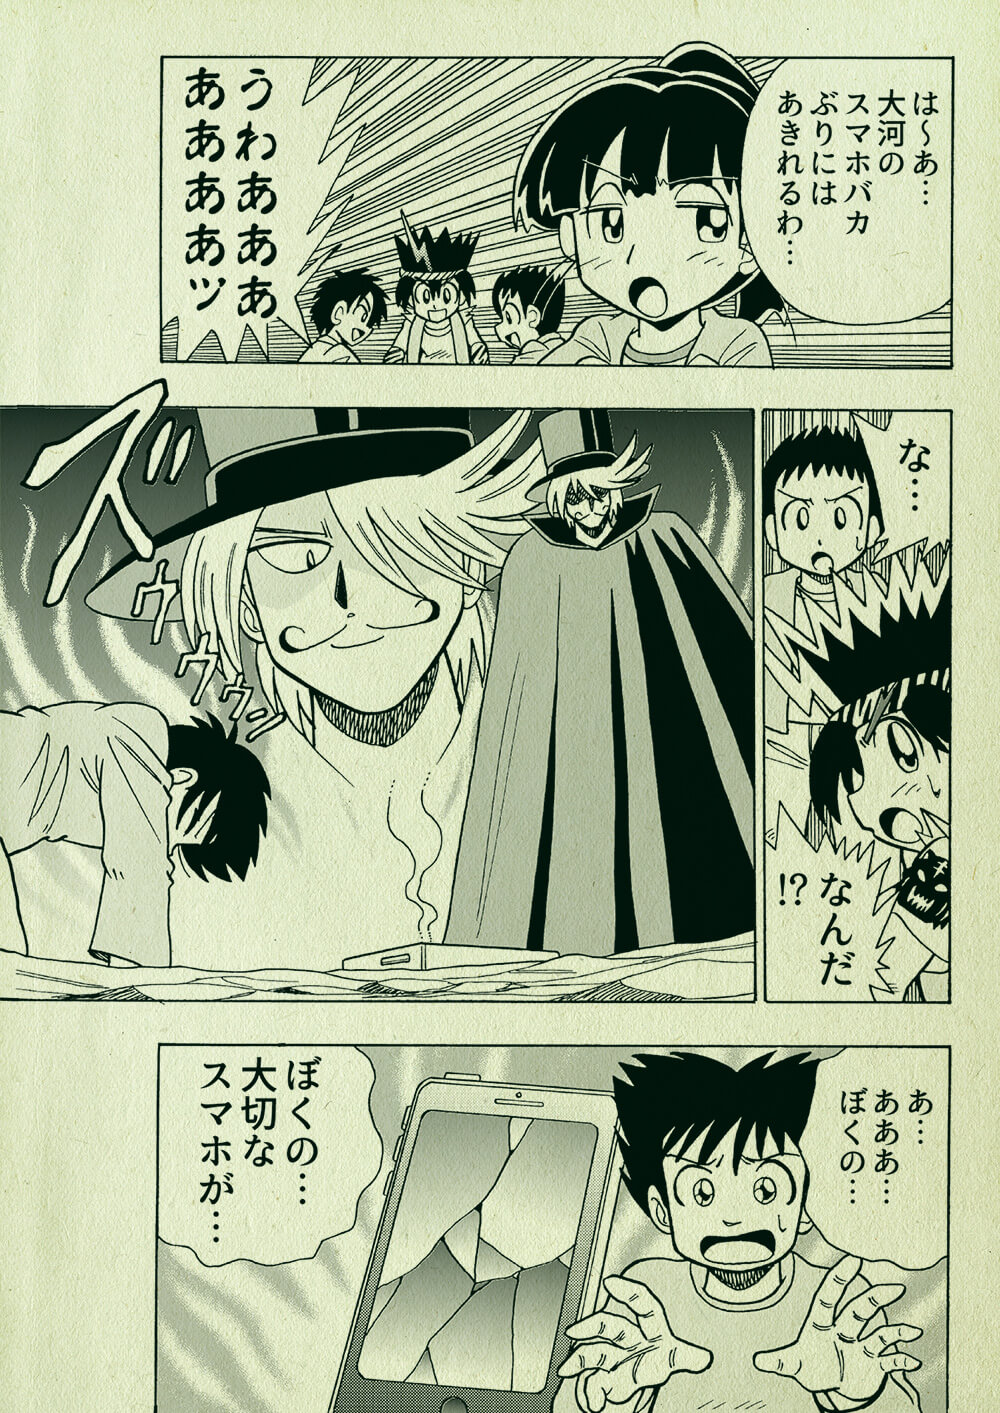 は～あ…
大河の
スマホバカ
ぶりには
あきれるわ…
うわあああ
あああああッ
な…
なんだ
!?
ズ
ウウウウン
あ…
あああ…
ぼくの…
ぼくの…
大切な
スマホが…